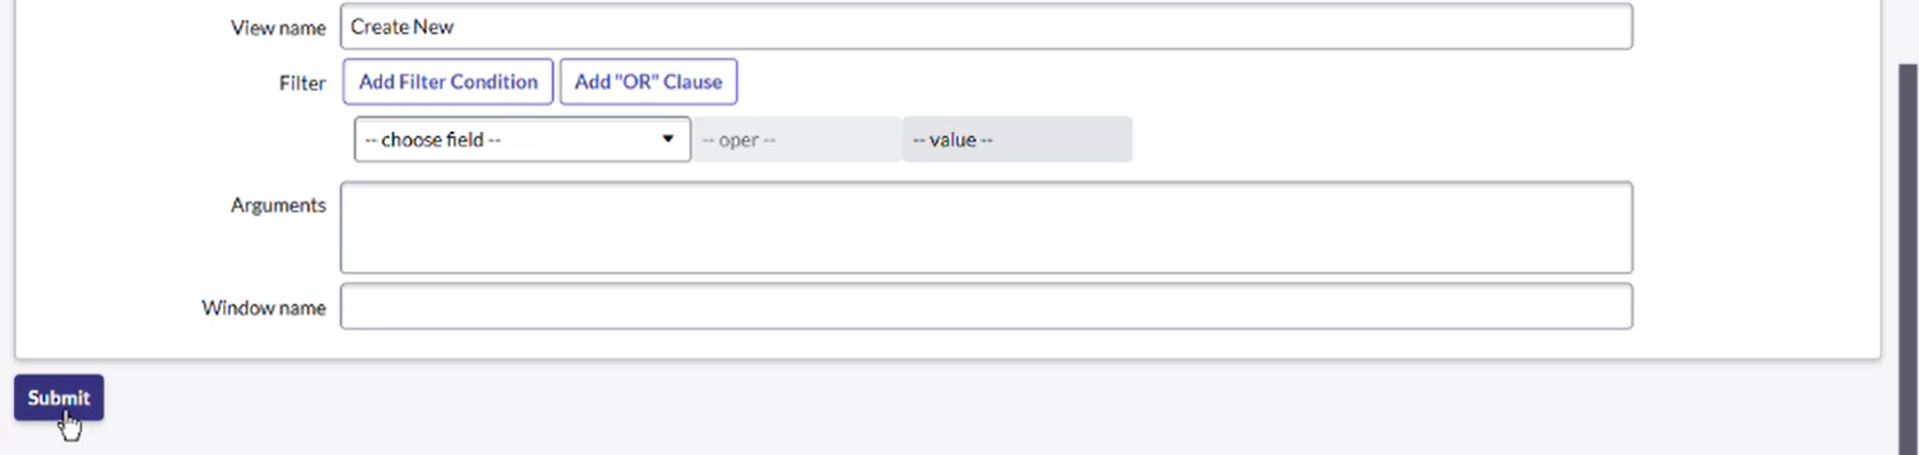 View name Create New
Filter Add Filter Condition Add "OR" Clause
-- choose field -- -- oper -- -- value --
Arguments
Window name
Submit